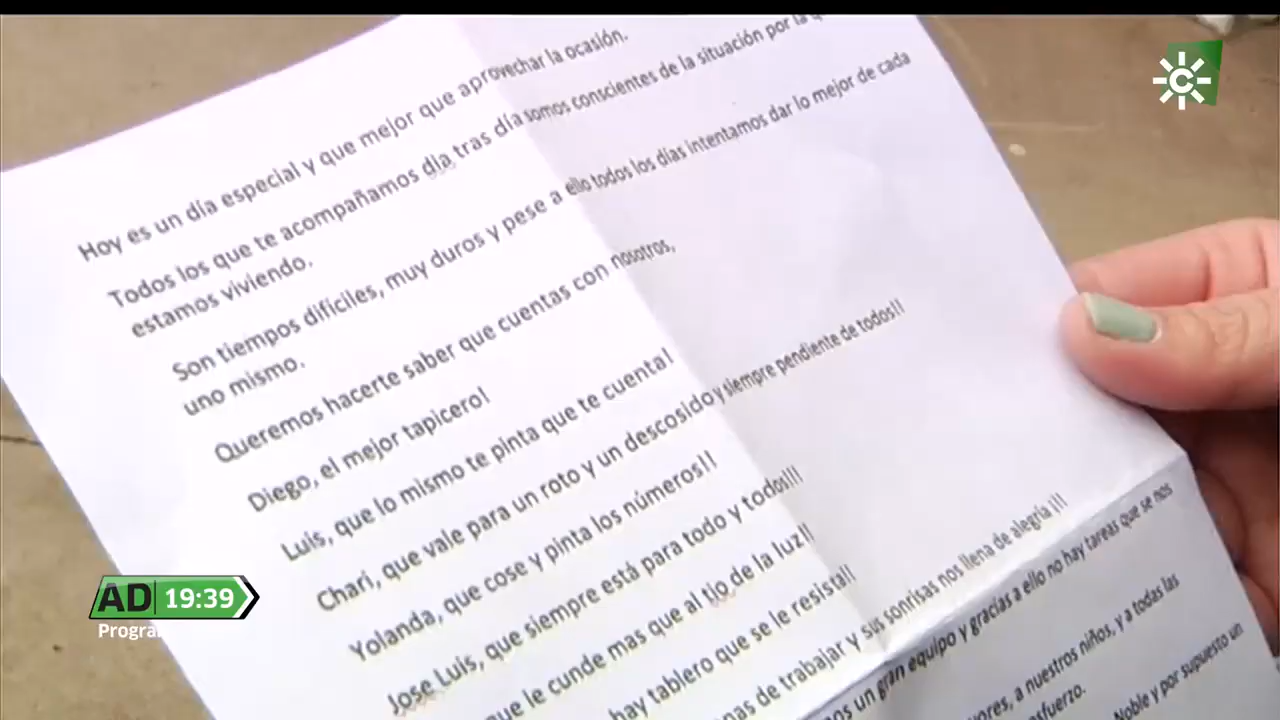 Hoy es un día especial y que mejor que aprovechar la ocasión.
Todos los que te acompañamos día tras día somos conscientes de la situación por la
estamos viviendo.
Son tiempos difíciles, muy duros y pese a ello todos los días intentamos dar lo mejor de cada
uno mismo.
Queremos hacerte saber que cuentas con nosotros,
Diego, el mejor tapicero!
Luis, que lo mismo te pinta que te cuenta!
Chari, que vale para un roto y un descosido y siempre pendiente de todos!!
Yolanda, que cose y pinta los números!!
Jose Luis, que siempre está para todo y todos!!!
que le cunde mas que al tio de la luz!!
hay tablero que se le resista!!
de trabajar y sus sonrisas nos llena de alegría !!!
un gran equipo y gracias a ello no hay tareas que se nos
a nuestros niños, y a todas las
Noble y por supuesto un
AD 19:39
C